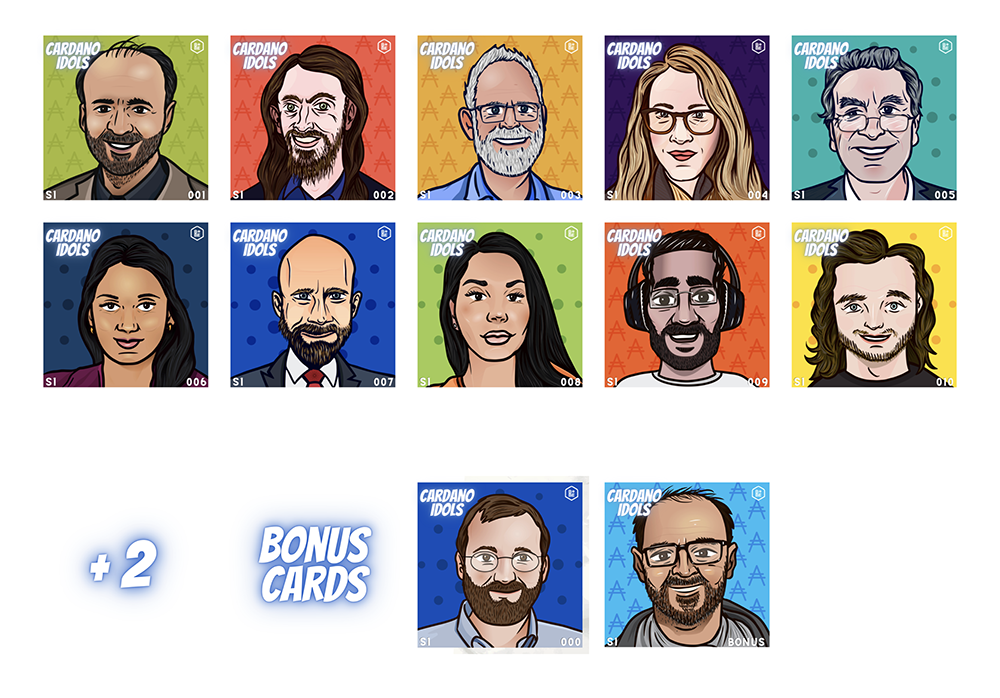 CARDANO
IDOLS
S1 001
CARDANO
IDOLS
S1 002
CARDANO
IDOLS
S1 003
CARDANO
IDOLS
S1 004
CARDANO
IDOLS
S1 005
CARDANO
IDOLS
S1 006
CARDANO
IDOLS
S1 007
CARDANO
IDOLS
S1 008
CARDANO
IDOLS
S1 009
CARDANO
IDOLS
S1 010
+ 2
BONUS
CARDS
CARDANO
IDOLS
S1 000
CARDANO
IDOLS
S1 BONUS